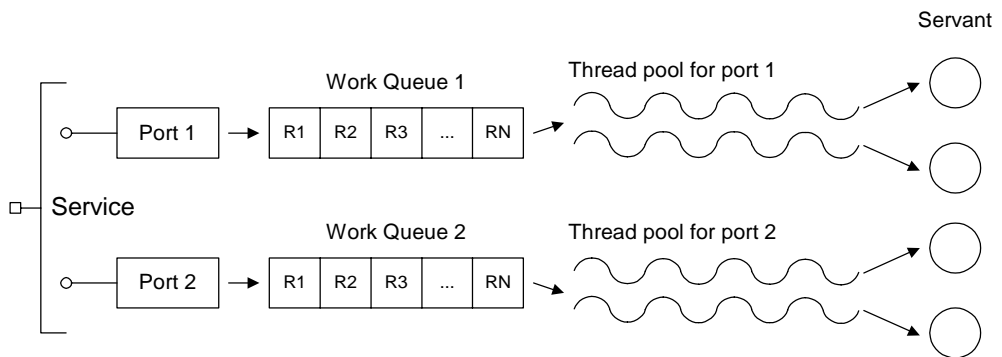 Servant
Work Queue 1
Thread pool for port 1
Port 1
R1 R2 R3 ... RN
Service
Work Queue 2
Thread pool for port 2
Port 2
R1 R2 R3 ... RN